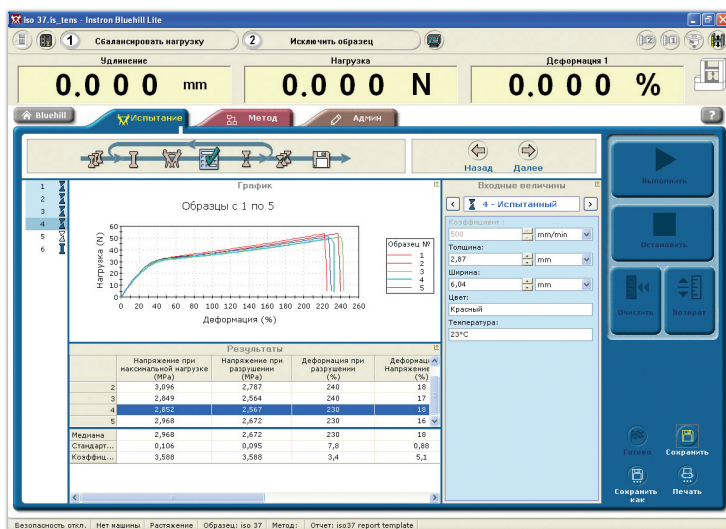 iso 37.is_tens - Instron Bluehill Lite
1 Сбалансировать нагрузку
2 Исключить образец
Удлинение
0.000 mm
Нагрузка
0.000 N
Деформация 1
0.000 %
Bluehill
Испытание
Метод
Админ
?
Назад
Далее
1
2
3
4
5
6
График
Образцы с 1 по 5
Нагрузка (N)
60
50
40
30
20
10
0
0 20 40 60 80 100 120 140 160 180 200 220 240 260
Деформация (%)
Образец №
1
2
3
4
5
Результаты
Напряжение при максимальной нагрузке (MPa)
Напряжение при разрушении (MPa)
Деформация при разрушении (%)
Деформаци Напряжение (%)
2 3,096 2,787 240 18
3 2,849 2,564 240 17
4 2,852 2,567 230 18
5 2,968 2,672 230 16
Медиана 2,968 2,672 230 18
Стандарт... 0,106 0,095 7,8 0,88
Коэффиц... 3,588 3,588 3,4 5,1
Входные величины
4 - Испытанный
Коэффициент :
500 mm/min
Толщина:
2,87 mm
Ширина:
6,04 mm
Цвет:
Красный
Температура:
23°C
Выполнить
Остановить
Очистить
Возврат
Готово
Сохранить
Сохранить как
Печать
Безопасность откл. Нет машины Растяжение Образец: iso 37 Метод: Отчет: iso37 report template